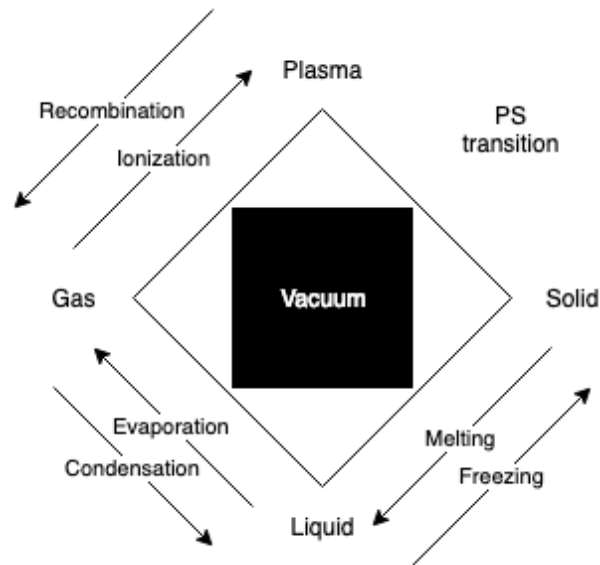 Plasma
Recombination
PS
transition
Ionization
Gas
Vacuum
Solid
Evaporation
Melting
Condensation
Freezing
Liquid